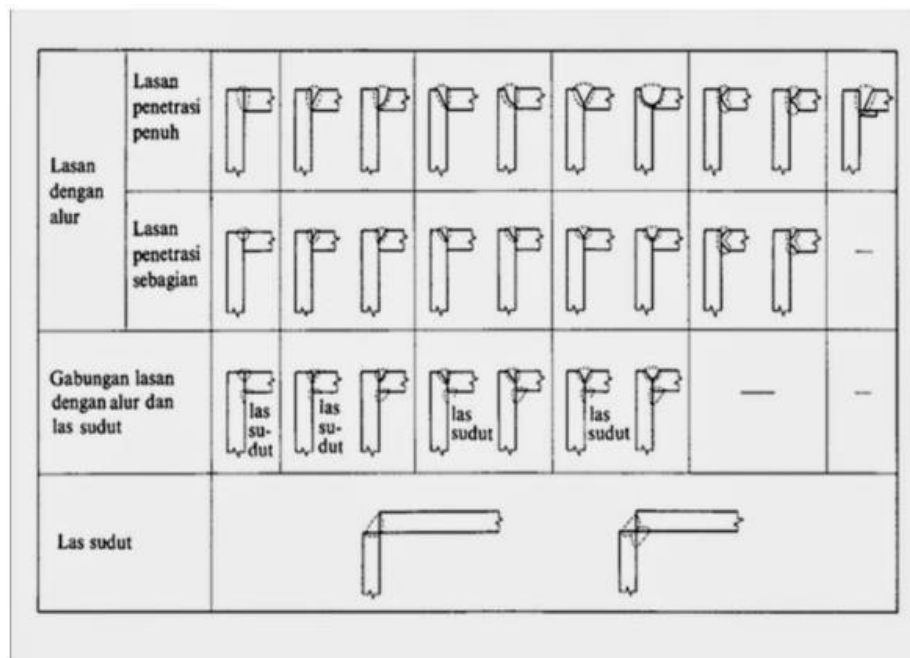 Lasan
penetrasi
penuh
Lasan
dengan
alur
Lasan
penetrasi
sebagian
—
Gabungan lasan
dengan alur dan
las sudut
las
su-
dut
las
su-
dut
las
sudut
las
sudut
—
—
Las sudut